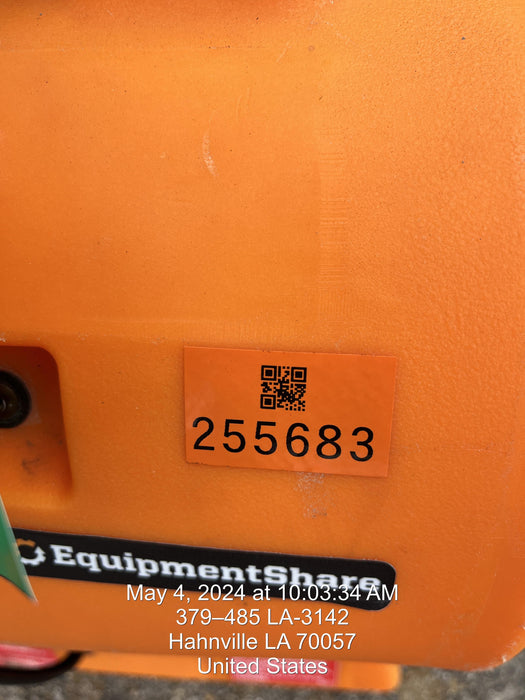 255683
EquipmentShare
May 4, 2024 at 10:03:34 AM
379–485 LA-3142
Hahnville LA 70057
United States